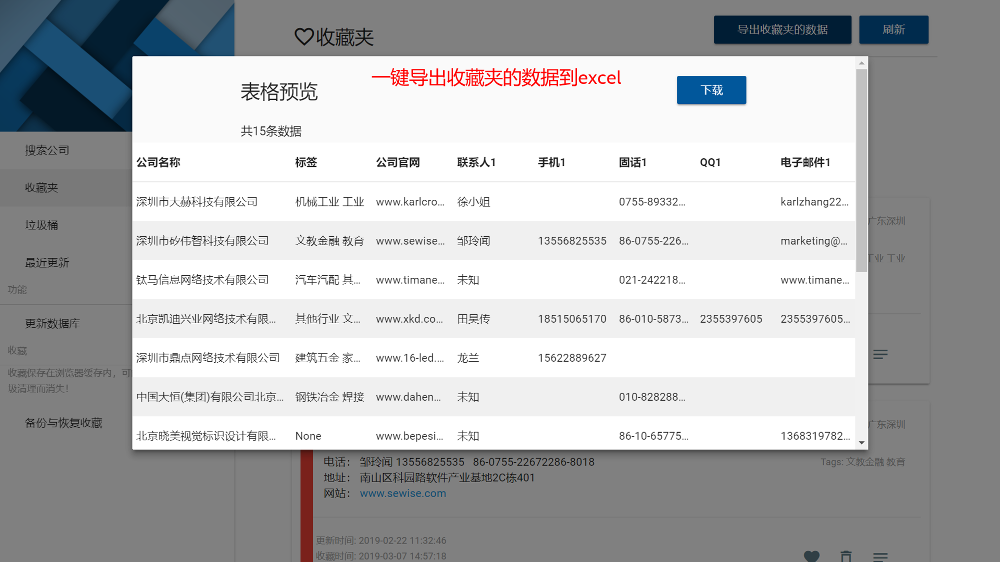 收藏夹
导出收藏夹的数据
刷新
一键导出收藏夹的数据到excel
表格预览
下载
共15条数据
搜索公司
收藏夹
垃圾桶
最近更新
功能
更新数据库
收藏
收藏保存在浏览器缓存内，可
圾清理而消失！
备份与恢复收藏
公司名称 标签 公司官网 联系人1 手机1 固话1 QQ1 电子邮件1
深圳市大赫科技有限公司 机械工业 工业 www.karlcro... 徐小姐 0755-89332... karlzhang22...
深圳市矽伟智科技有限公司 文教金融 教育 www.sewise... 邹玲闻 13556825535 86-0755-226... marketing@...
钛马信息网络技术有限公司 汽车汽配 其... www.timane... 未知 021-242218... www.timane...
北京凯迪兴业网络技术有限... 其他行业 文... www.xkd.co... 田昊传 18515065170 86-010-5873... 2355397605 2355397605...
深圳市鼎点网络技术有限公司 建筑五金 家... www.16-led.... 龙兰 15622889627
中国大恒(集团)有限公司北京... 钢铁冶金 焊接 www.dahen... 未知 010-828288...
北京晓美视觉标识设计有限... None www.bepesi... 未知 86-10-65775... 1368319782...
广东深圳
工业 工业
广东深圳
电话： 邹玲闻 13556825535 86-0755-22672286-8018
Tags: 文教金融 教育
地址： 南山区科园路软件产业基地2C栋401
网站： www.sewise.com
更新时间: 2019-02-22 11:32:46
收藏时间: 2019-03-07 14:57:18